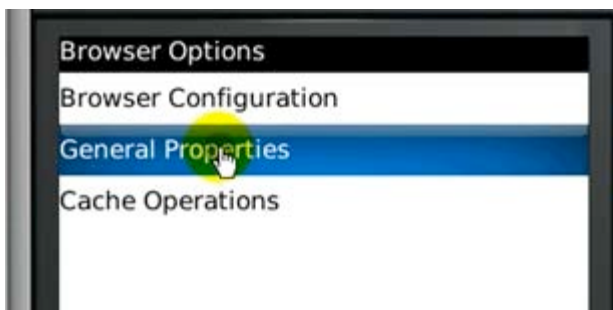 Browser Options
Browser Configuration
General Properties
Cache Operations